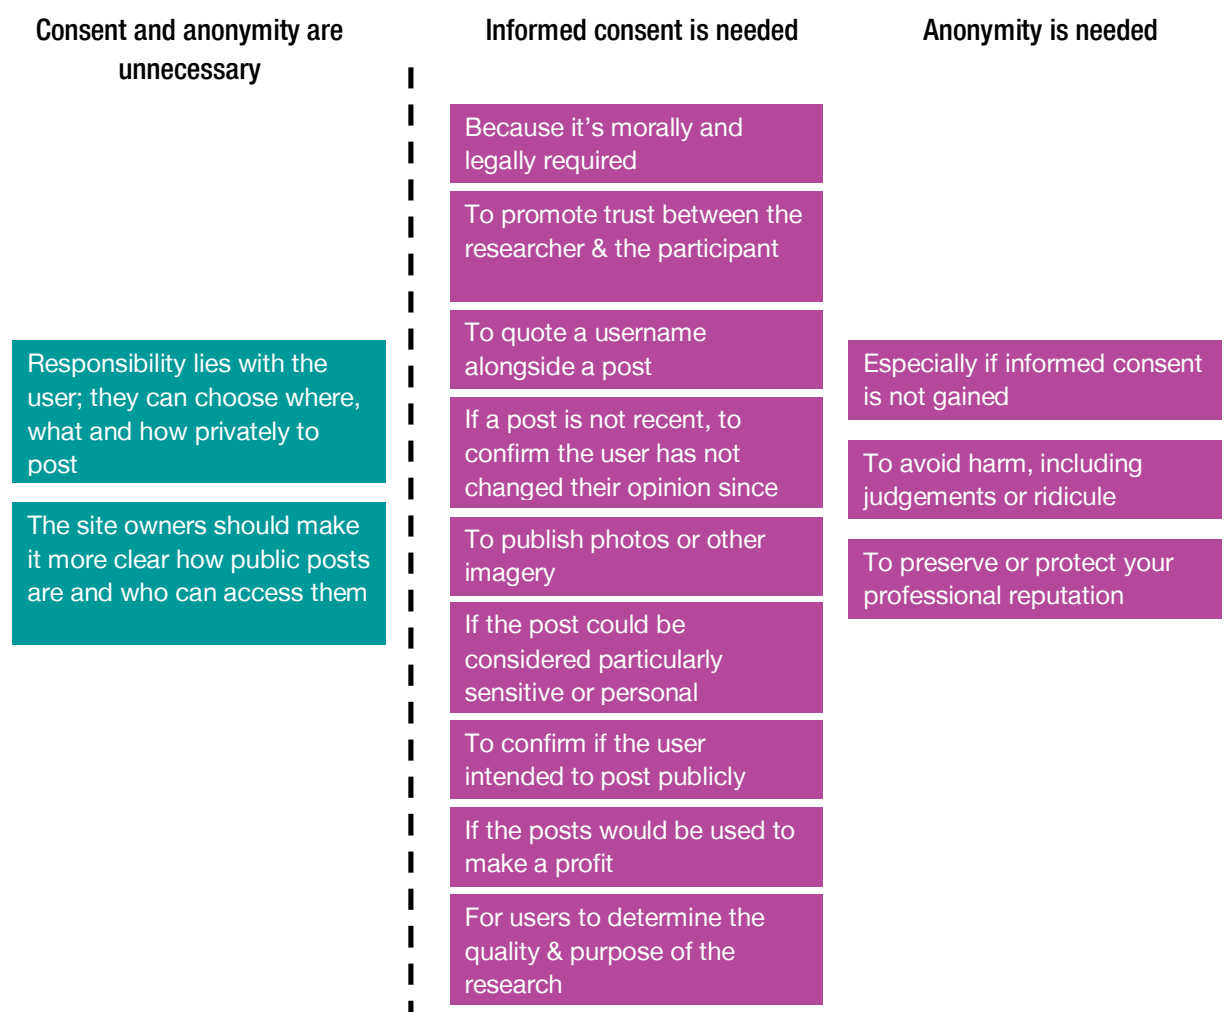 Consent and anonymity are
unnecessary
Responsibility lies with the
user; they can choose where,
what and how privately to
post
The site owners should make
it more clear how public posts
are and who can access them
Informed consent is needed
Because it’s morally and
legally required
To promote trust between the
researcher & the participant
To quote a username
alongside a post
If a post is not recent, to
confirm the user has not
changed their opinion since
To publish photos or other
imagery
If the post could be
considered particularly
sensitive or personal
To confirm if the user
intended to post publicly
If the posts would be used to
make a profit
For users to determine the
quality & purpose of the
research
Anonymity is needed
Especially if informed consent
is not gained
To avoid harm, including
judgements or ridicule
To preserve or protect your
professional reputation